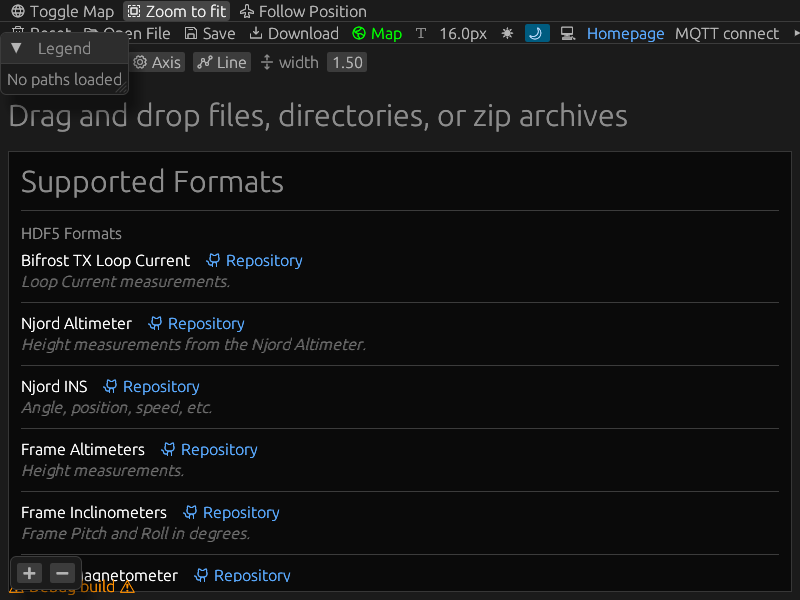 Toggle Map Zoom to fit Follow Position
Reset Open File Save Download Map T 16.0px Homepage MQTT connect
Legend
Axis Line width 1.50
No paths loaded
Drag and drop files, directories, or zip archives
Supported Formats
HDF5 Formats
Bifrost TX Loop Current Repository
Loop Current measurements.
Njord Altimeter Repository
Height measurements from the Njord Altimeter.
Njord INS Repository
Angle, position, speed, etc.
Frame Altimeters Repository
Height measurements.
Frame Inclinometers Repository
Frame Pitch and Roll in degrees.
agnetometer Repository
+ −
⚠ Debug build ⚠